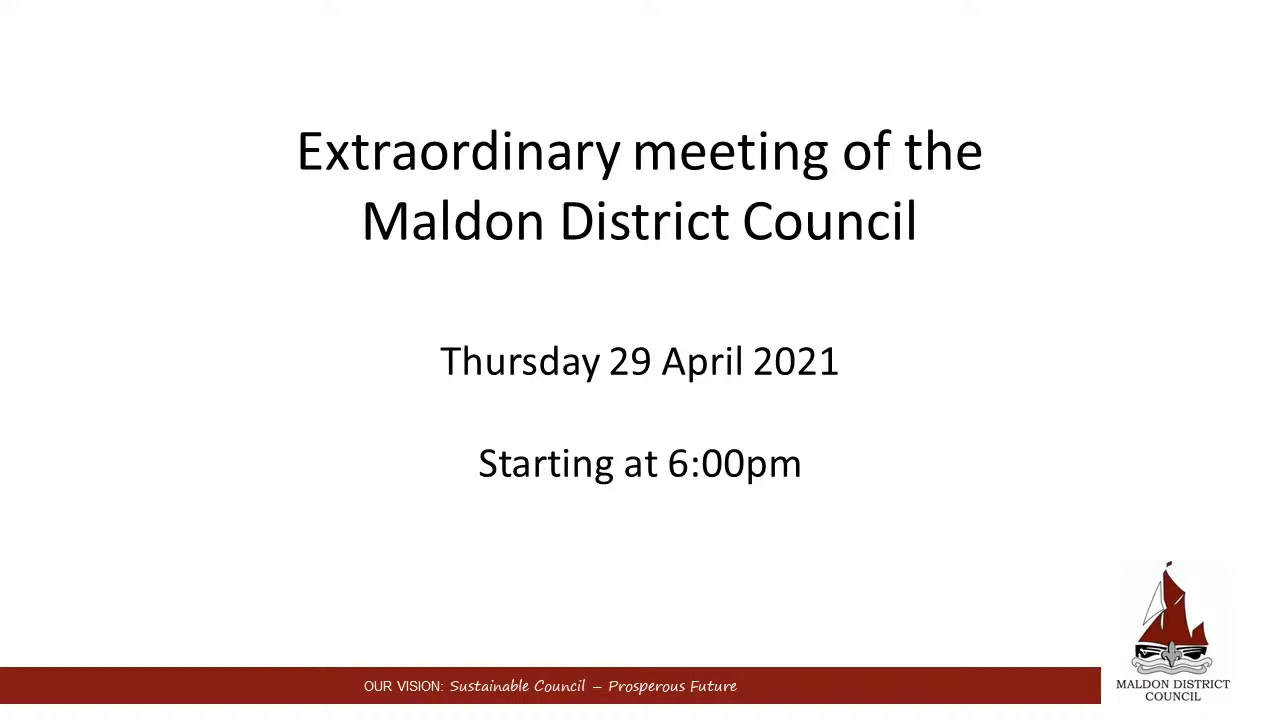 Extraordinary meeting of the
Maldon District Council
Thursday 29 April 2021
Starting at 6:00pm
OUR VISION: Sustainable Council – Prosperous Future
MALDON DISTRICT
COUNCIL